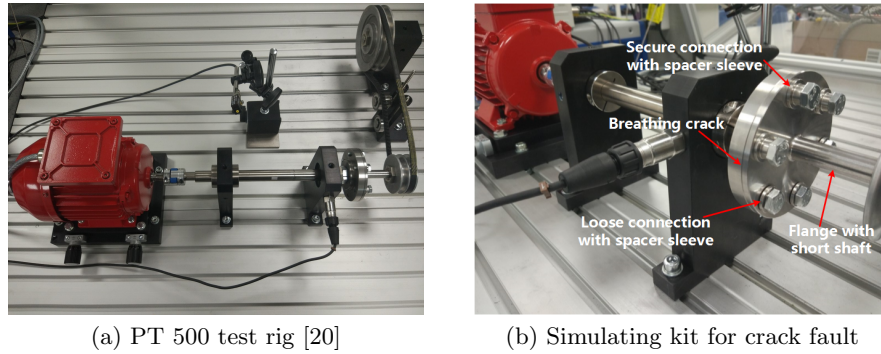 Secure connection
with spacer sleeve
Breathing crack
Loose connection
with spacer sleeve
Flange with
short shaft
(a) PT 500 test rig [20]
(b) Simulating kit for crack fault